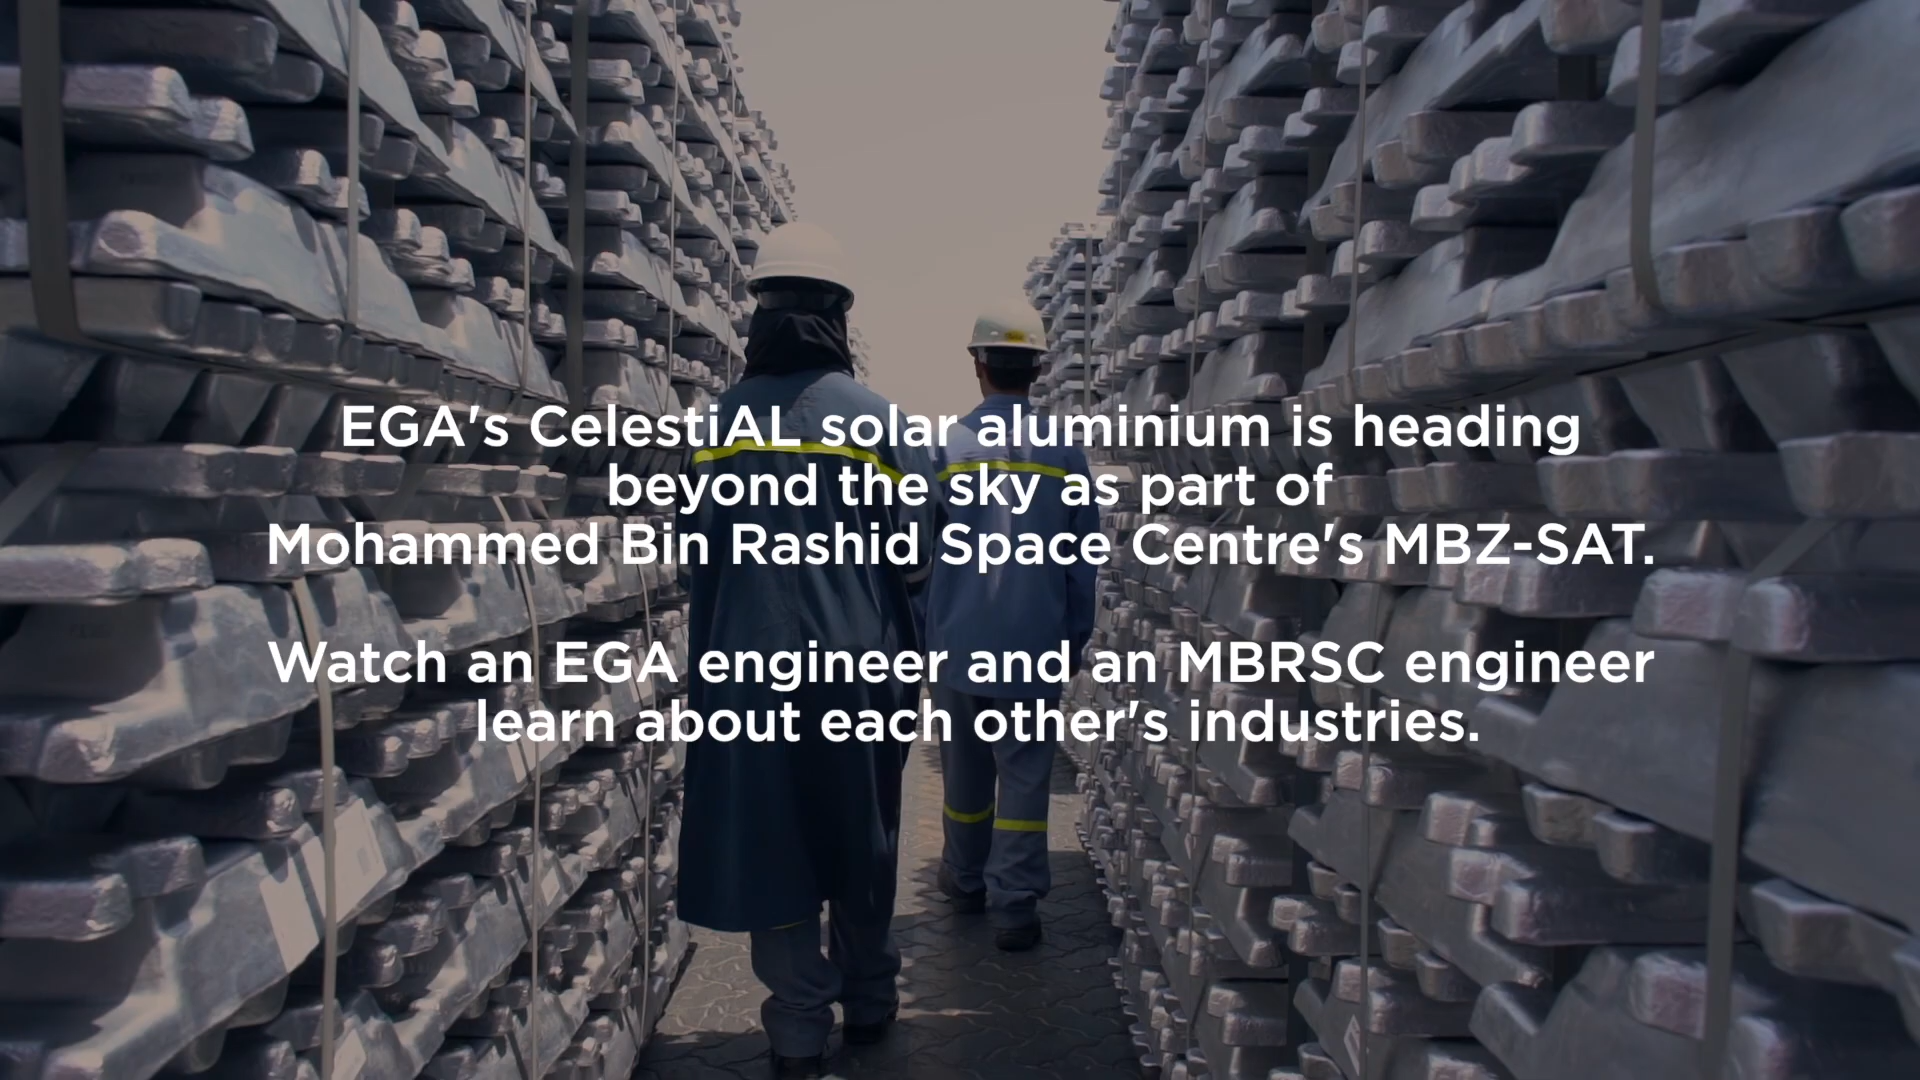 EGA's CelestiAL solar aluminium is heading
beyond the sky as part of
Mohammed Bin Rashid Space Centre's MBZ-SAT.
Watch an EGA engineer and an MBRSC engineer
learn about each other's industries.